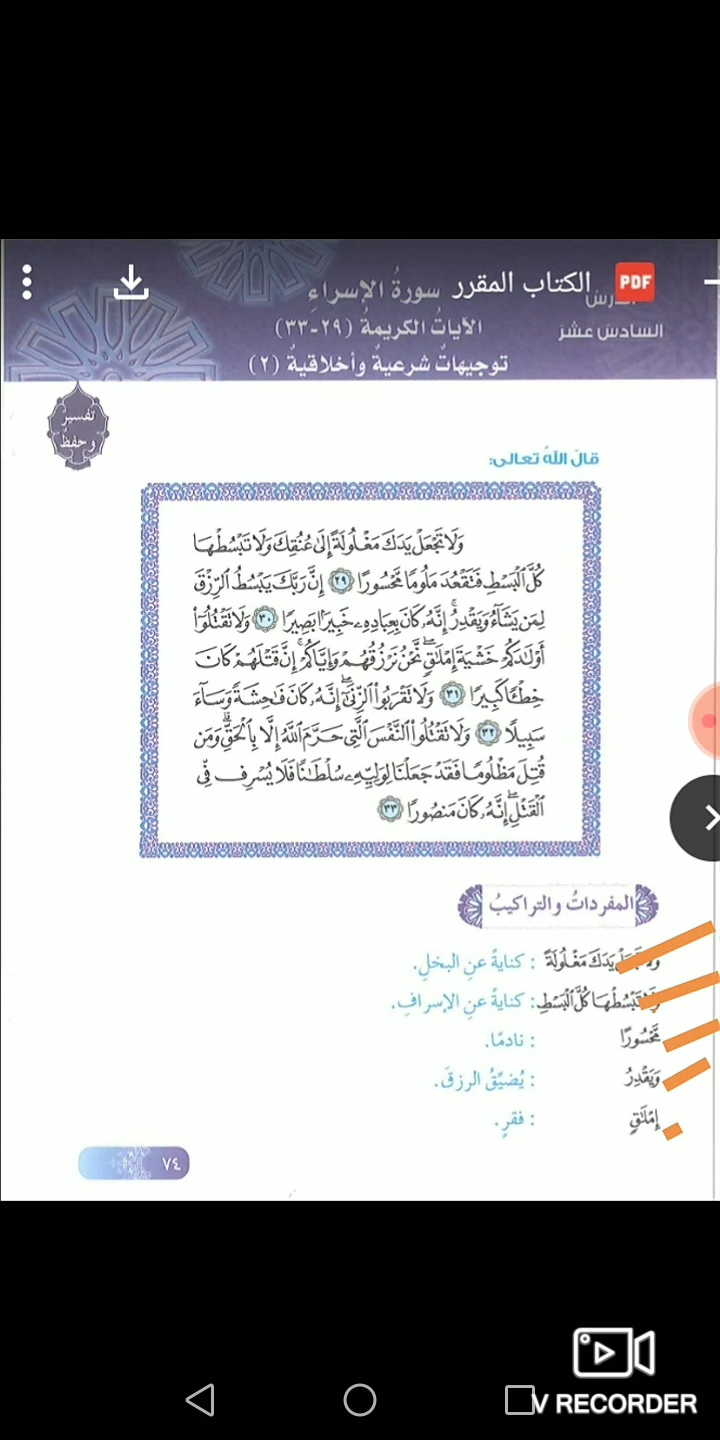 الكتاب المقرر
PDF
سورةُ الإسراءِ
الآياتُ الكريمةُ (٢٩-٣٣)
السادس عشر
توجيهاتٌ شرعيةٌ وأخلاقيةٌ (٢)
تفسير
وحفظ
قالَ اللهُ تعالى:
وَلَا تَجْعَلْ يَدَكَ مَغْلُولَةً إِلَىٰ عُنُقِكَ وَلَا تَبْسُطْهَا
كُلَّ الْبَسْطِ فَتَقْعُدَ مَلُومًا مَّحْسُورًا ٢٩ إِنَّ رَبَّكَ يَبْسُطُ الرِّزْقَ
لِمَن يَشَاءُ وَيَقْدِرُ إِنَّهُ كَانَ بِعِبَادِهِ خَبِيرًا بَصِيرًا ٣٠ وَلَا تَقْتُلُوا
أَوْلَادَكُمْ خَشْيَةَ إِمْلَاقٍ نَّحْنُ نَرْزُقُهُمْ وَإِيَّاكُمْ إِنَّ قَتْلَهُمْ كَانَ
خِطْئًا كَبِيرًا ٣١ وَلَا تَقْرَبُوا الزِّنَىٰ إِنَّهُ كَانَ فَاحِشَةً وَسَاءَ
سَبِيلًا ٣٢ وَلَا تَقْتُلُوا النَّفْسَ الَّتِي حَرَّمَ اللَّهُ إِلَّا بِالْحَقِّ وَمَن
قُتِلَ مَظْلُومًا فَقَدْ جَعَلْنَا لِوَلِيِّهِ سُلْطَانًا فَلَا يُسْرِف فِّي
الْقَتْلِ إِنَّهُ كَانَ مَنصُورًا ٣٣
المفرداتُ والتراكيبُ
يَدَكَ مَغْلُولَةً : كنايةً عنِ البخلِ.
تَبْسُطْهَا كُلَّ الْبَسْطِ : كنايةً عنِ الإسرافِ.
مَّحْسُورًا : نادمًا.
وَيَقْدِرُ : يُضيِّقُ الرزقَ.
إِمْلَاقٍ : فقرٍ.
٧٤
V RECORDER